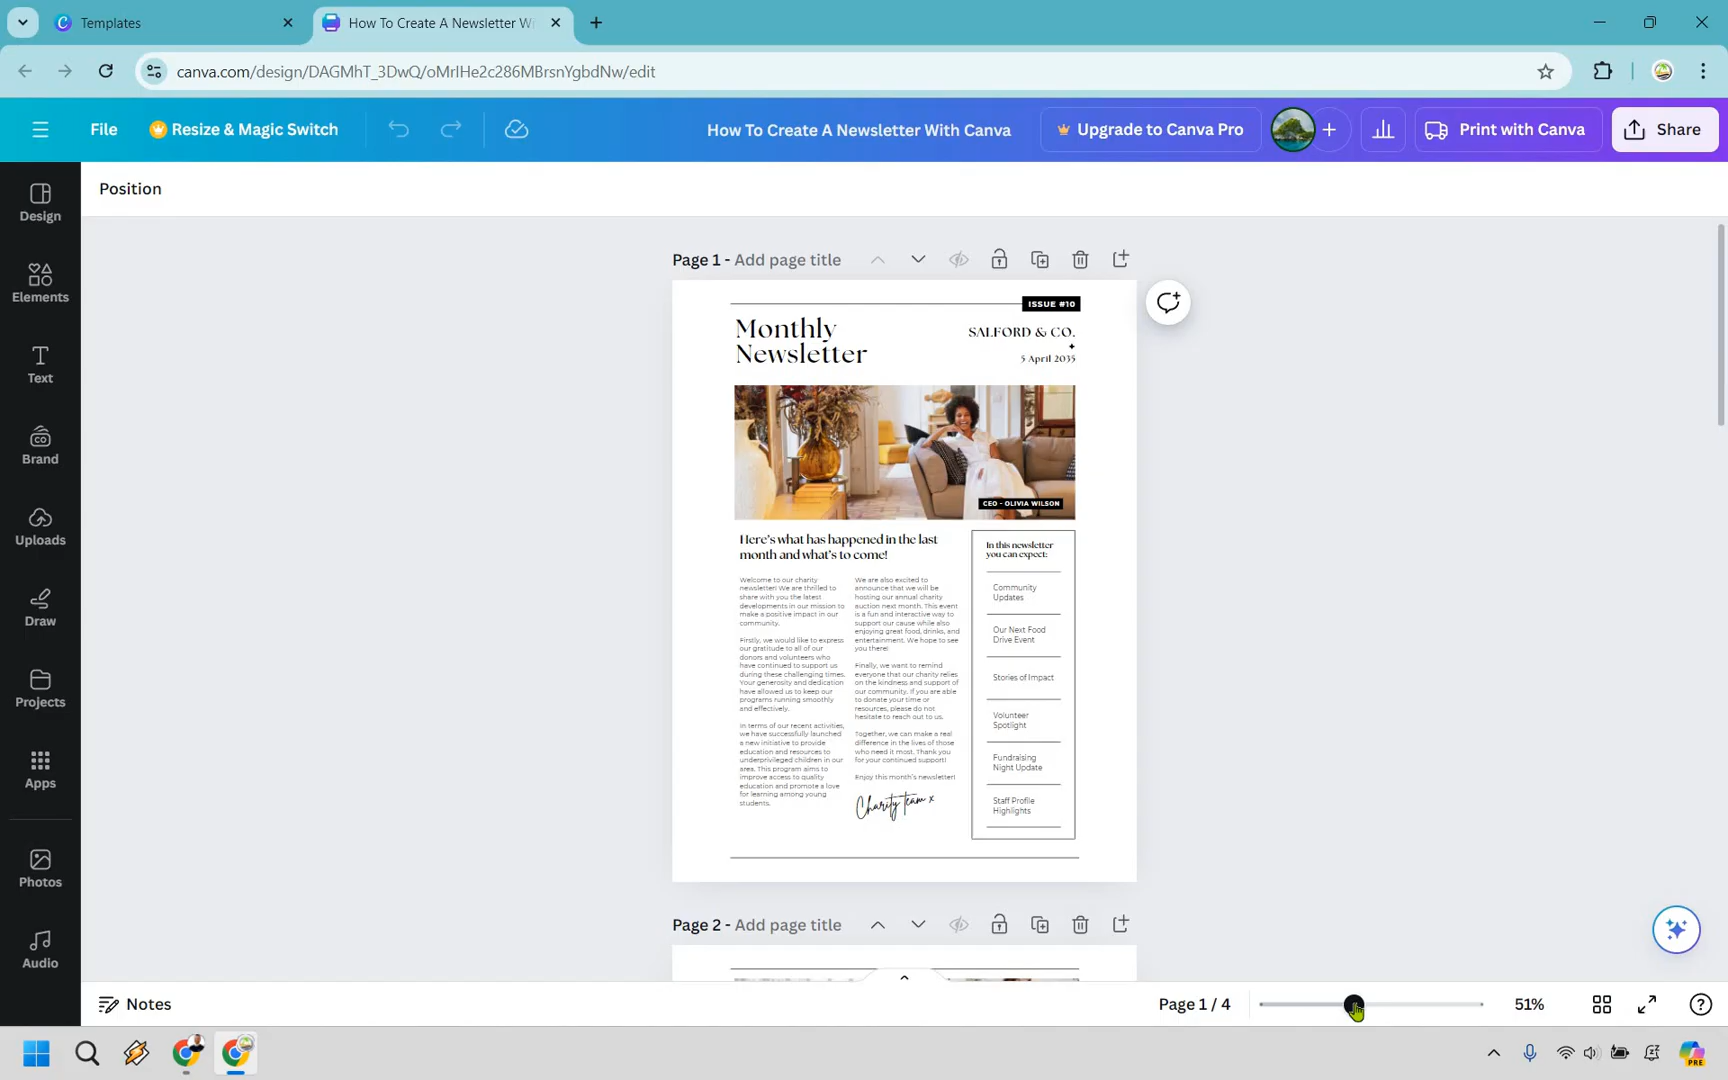 Templates
How To Create A Newsletter Wi
canva.com/design/DAGMhT_3DwQ/oMrIHe2c286MBrsnYgbdNw/edit
File
Resize & Magic Switch
How To Create A Newsletter With Canva
Upgrade to Canva Pro
Print with Canva
Share
Design
Elements
Text
Brand
Uploads
Draw
Projects
Apps
Photos
Audio
Position
Page 1 - Add page title
ISSUE #10
Monthly
Newsletter
SALFORD & CO.
5 April 2035
CEO - OLIVIA WILSON
Here's what has happened in the last
month and what's to come!
Welcome to our charity
newsletter! We are thrilled to
share with you the latest
developments in our mission to
make a positive impact in our
community.
Firstly, we would like to express
our gratitude to all of our
donors and volunteers who
have continued to support us
during these challenging times.
Your generosity and dedication
have allowed us to keep our
programs running smoothly
and effectively.
In terms of our recent activities,
we have successfully launched
a new initiative to provide
education and resources to
underprivileged children in our
area. This program aims to
improve access to quality
education and promote a love
for learning among young
students.
We are also excited to
announce that we will be
hosting our annual charity
auction next month. This event
is a fun and interactive way to
support our cause while also
enjoying great food, drinks, and
entertainment. We hope to see
you there!
Finally, we want to remind
everyone that our charity relies
on the kindness and support of
our community. If you are able
to donate your time or
resources, please do not
hesitate to reach out to us.
Together, we can make a real
difference in the lives of those
who need it most. Thank you
for your continued support!
Enjoy this month's newsletter!
Charity Team x
In this newsletter
you can expect:
Community
Updates
Our Next Food
Drive Event
Stories of Impact
Volunteer
Spotlight
Fundraising
Night Update
Staff Profile
Highlights
Page 2 - Add page title
Notes
Page 1 / 4
51%
PRE